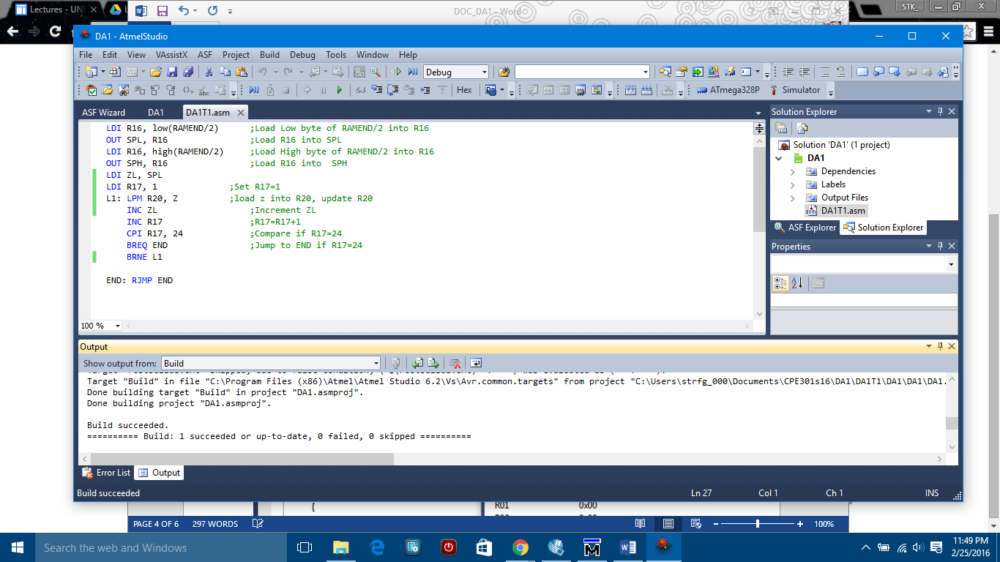 Lectures - UNI
DOC_DA1 - Word
STK_
DA1 - AtmelStudio
File Edit View VAssistX ASF Project Build Debug Tools Window Help
Debug
Hex
ATmega328P
Simulator
ASF Wizard DA1 DA1T1.asm
LDI R16, low(RAMEND/2) ;Load Low byte of RAMEND/2 into R16
OUT SPL, R16 ;Load R16 into SPL
LDI R16, high(RAMEND/2) ;Load High byte of RAMEND/2 into R16
OUT SPH, R16 ;Load R16 into SPH
LDI ZL, SPL
LDI R17, 1 ;Set R17=1
L1: LPM R20, Z ;load z into R20, update R20
INC ZL ;Increment ZL
INC R17 ;R17=R17+1
CPI R17, 24 ;Compare if R17=24
BREQ END ;Jump to END if R17=24
BRNE L1
END: RJMP END
100 %
Solution Explorer
Solution 'DA1' (1 project)
DA1
Dependencies
Labels
Output Files
DA1T1.asm
ASF Explorer Solution Explorer
Properties
Output
Show output from: Build
Target "Build" in file "C:\Program Files (x86)\Atmel\Atmel Studio 6.2\Vs\Avr.common.targets" from project "C:\Users\strfg_000\Documents\CPE301s16\DA1\DA1T1\DA1\DA1\DA1.
Done building target "Build" in project "DA1.asmproj".
Done building project "DA1.asmproj".
Build succeeded.
========== Build: 1 succeeded or up-to-date, 0 failed, 0 skipped ==========
Error List Output
Build succeeded
Ln 27 Col 1 Ch 1 INS
{
R01 0x00
PAGE 4 OF 6 297 WORDS
100%
Search the web and Windows
11:49 PM
2/25/2016